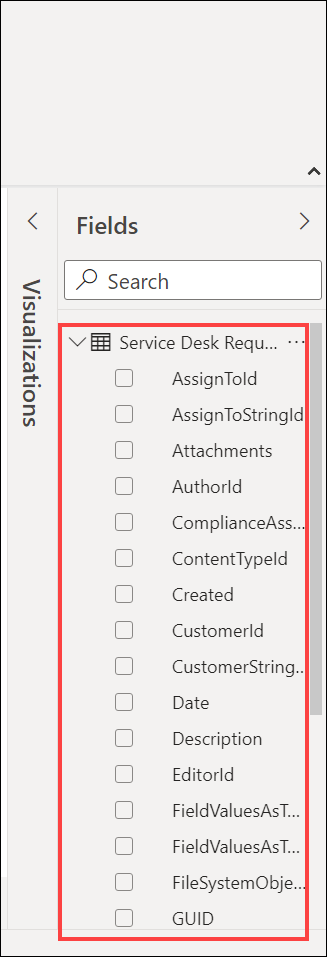 Fields
Visualizations
Search
Service Desk Requ... ...
AssignToId
AssignToStringId
Attachments
AuthorId
ComplianceAss...
ContentTypeId
Created
CustomerId
CustomerString...
Date
Description
EditorId
FieldValuesAsT...
FieldValuesAsT...
FileSystemObje...
GUID